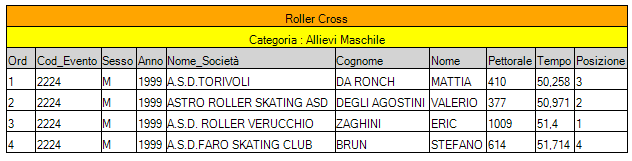 Roller Cross
Categoria : Allievi Maschile
Ord Cod_Evento Sesso Anno Nome_Società Cognome Nome Pettorale Tempo Posizione
1 2224 M 1999 A.S.D.TORIVOLI DA RONCH MATTIA 410 50,258 3
2 2224 M 1999 ASTRO ROLLER SKATING ASD DEGLI AGOSTINI VALERIO 377 50,971 2
3 2224 M 1999 A.S.D. ROLLER VERUCCHIO ZAGHINI ERIC 1009 51,4 1
4 2224 M 1999 A.S.D.FARO SKATING CLUB BRUN STEFANO 614 51,714 4